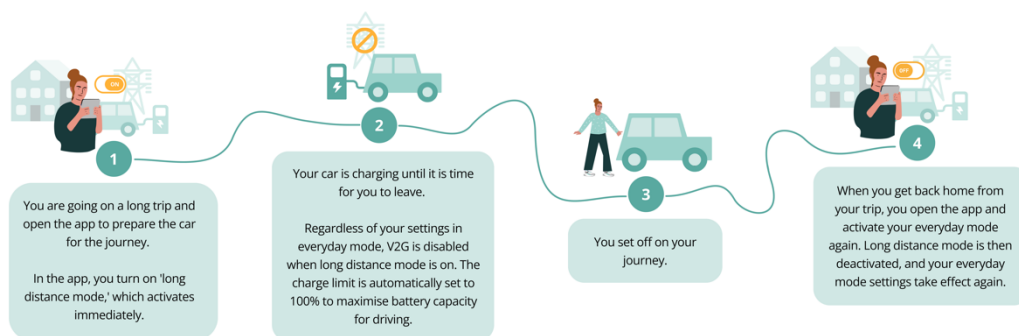 ON
1
You are going on a long trip and
open the app to prepare the car
for the journey.
In the app, you turn on 'long
distance mode,' which activates
immediately.
2
Your car is charging until it is time
for you to leave.
Regardless of your settings in
everyday mode, V2G is disabled
when long distance mode is on. The
charge limit is automatically set to
100% to maximise battery capacity
for driving.
3
You set off on your
journey.
OFF
4
When you get back home from
your trip, you open the app and
activate your everyday mode
again. Long distance mode is then
deactivated, and your everyday
mode settings take effect again.